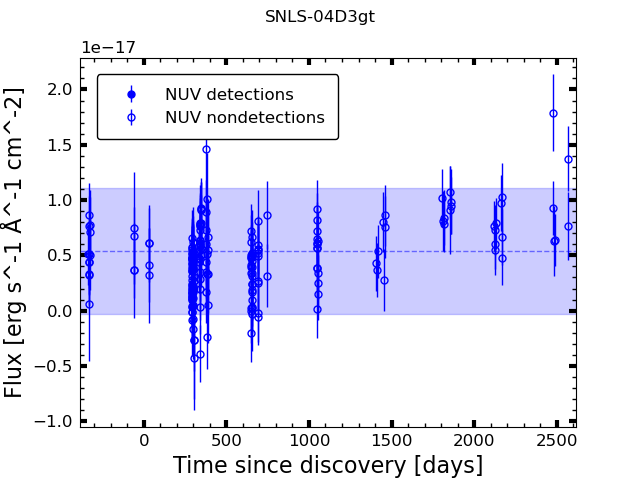 SNLS-04D3gt
1e−17
NUV detections
NUV nondetections
2.0
1.5
1.0
0.5
0.0
−0.5
−1.0
Flux [erg s^-1 Å^-1 cm^-2]
0 500 1000 1500 2000 2500
Time since discovery [days]